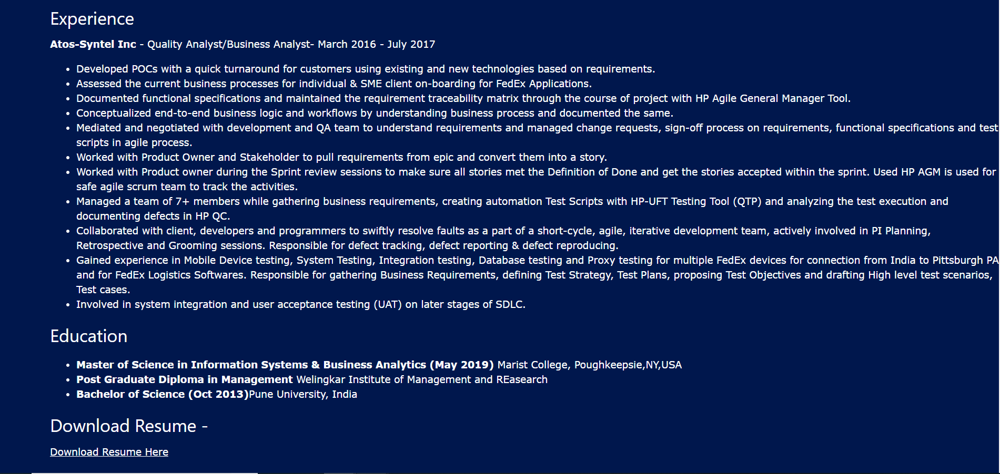 Experience
Atos-Syntel Inc - Quality Analyst/Business Analyst- March 2016 - July 2017
• Developed POCs with a quick turnaround for customers using existing and new technologies based on requirements.
• Assessed the current business processes for individual & SME client on-boarding for FedEx Applications.
• Documented functional specifications and maintained the requirement traceability matrix through the course of project with HP Agile General Manager Tool.
• Conceptualized end-to-end business logic and workflows by understanding business process and documented the same.
• Mediated and negotiated with development and QA team to understand requirements and managed change requests, sign-off process on requirements, functional specifications and test
scripts in agile process.
• Worked with Product Owner and Stakeholder to pull requirements from epic and convert them into a story.
• Worked with Product owner during the Sprint review sessions to make sure all stories met the Definition of Done and get the stories accepted within the sprint. Used HP AGM is used for
safe agile scrum team to track the activities.
• Managed a team of 7+ members while gathering business requirements, creating automation Test Scripts with HP-UFT Testing Tool (QTP) and analyzing the test execution and
documenting defects in HP QC.
• Collaborated with client, developers and programmers to swiftly resolve faults as a part of a short-cycle, agile, iterative development team, actively involved in PI Planning,
Retrospective and Grooming sessions. Responsible for defect tracking, defect reporting & defect reproducing.
• Gained experience in Mobile Device testing, System Testing, Integration testing, Database testing and Proxy testing for multiple FedEx devices for connection from India to Pittsburgh PA
and for FedEx Logistics Softwares. Responsible for gathering Business Requirements, defining Test Strategy, Test Plans, proposing Test Objectives and drafting High level test scenarios,
Test cases.
• Involved in system integration and user acceptance testing (UAT) on later stages of SDLC.
Education
• Master of Science in Information Systems & Business Analytics (May 2019) Marist College, Poughkeepsie,NY,USA
• Post Graduate Diploma in Management Welingkar Institute of Management and REasearch
• Bachelor of Science (Oct 2013)Pune University, India
Download Resume -
Download Resume Here